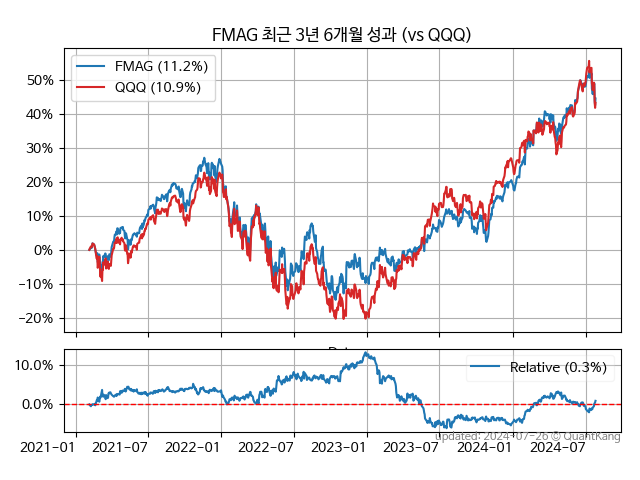 FMAG 최근 3년 6개월 성과 (vs QQQ)
FMAG (11.2%)
QQQ (10.9%)
50%
40%
30%
20%
10%
0%
-10%
-20%
Relative (0.3%)
10.0%
0.0%
2021-01 2021-07 2022-01 2022-07 2023-01 2023-07 2024-01 2024-07
updated: 2024-07-26 © QuantKang